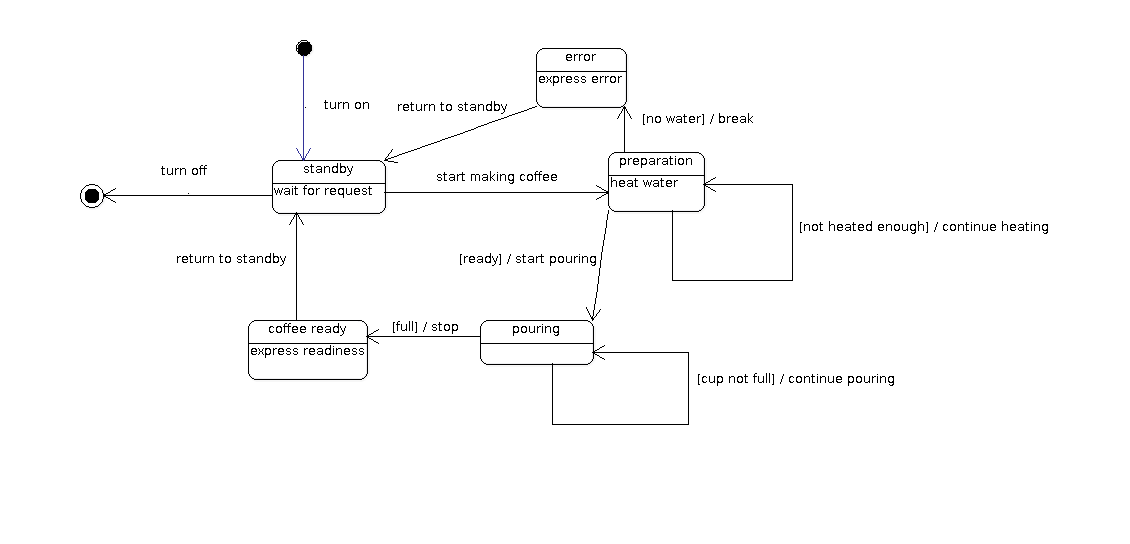 error
express error
turn on
return to standby
[no water] / break
standby
wait for request
turn off
start making coffee
preparation
heat water
[not heated enough] / continue heating
return to standby
[ready] / start pouring
coffee ready
express readiness
[full] / stop
pouring
[cup not full] / continue pouring